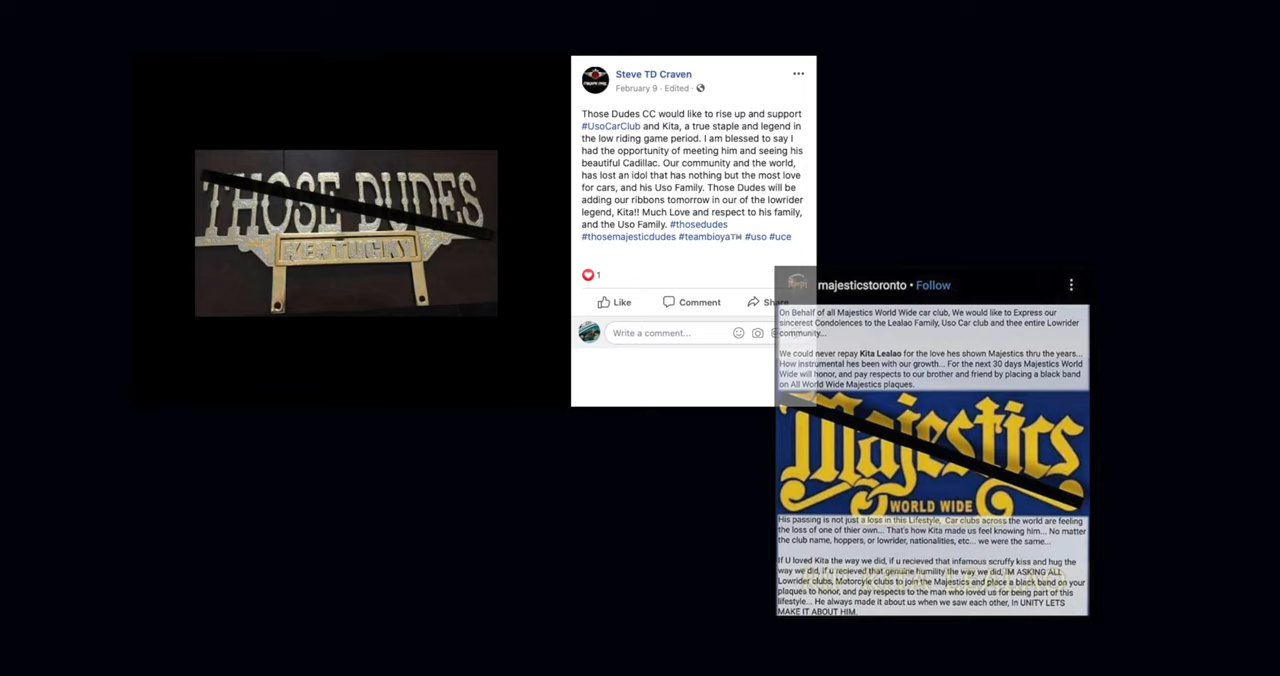 THOSE DUDES
KENTUCKY
Steve TD Craven
February 9 · Edited ·
Those Dudes CC would like to rise up and support
#UsoCarClub and Kita, a true staple and legend in
the low riding game period. I am blessed to say I
had the opportunity of meeting him and seeing his
beautiful Cadillac. Our community and the world,
has lost an idol that has nothing but the most love
for cars, and his Uso Family. Those Dudes will be
adding our ribbons tomorrow in our of the lowrider
legend, Kita!! Much Love and respect to his family,
and the Uso Family. #thosedudes
#thosemajesticdudes #teambioya™ #uso #uce
1
Like Comment Share
Write a comment...
majesticstoronto • Follow
On Behalf of all Majestics World Wide car club, We would like to Express our
sincerest Condolences to the Lealao Family, Uso Car club and thee entire Lowrider
community...
We could never repay Kita Lealao for the love hes shown Majestics thru the years...
How instrumental hes been with our growth... For the next 30 days Majestics World
Wide will honor, and pay respects to our brother and friend by placing a black band
on All World Wide Majestics plaques.
Majestics
WORLD WIDE
His passing is not just a loss in this Lifestyle, Car clubs across the world are feeling
the loss of one of thier own... That's how Kita made us feel knowing him... No matter
the club name, hoppers, or lowrider, nationalities, etc... we were the same...
If U loved Kita the way we did, if u recieved that infamous scruffy kiss and hug the
way we did, if u recieved that genuine humility the way we did, IM ASKING ALL
Lowrider clubs, Motorcyle clubs to join the Majestics and place a black band on your
plaques to honor, and pay respects to the man who loved us for being part of this
lifestyle... He always made it about us when we saw each other, In UNITY LETS
MAKE IT ABOUT HIM.